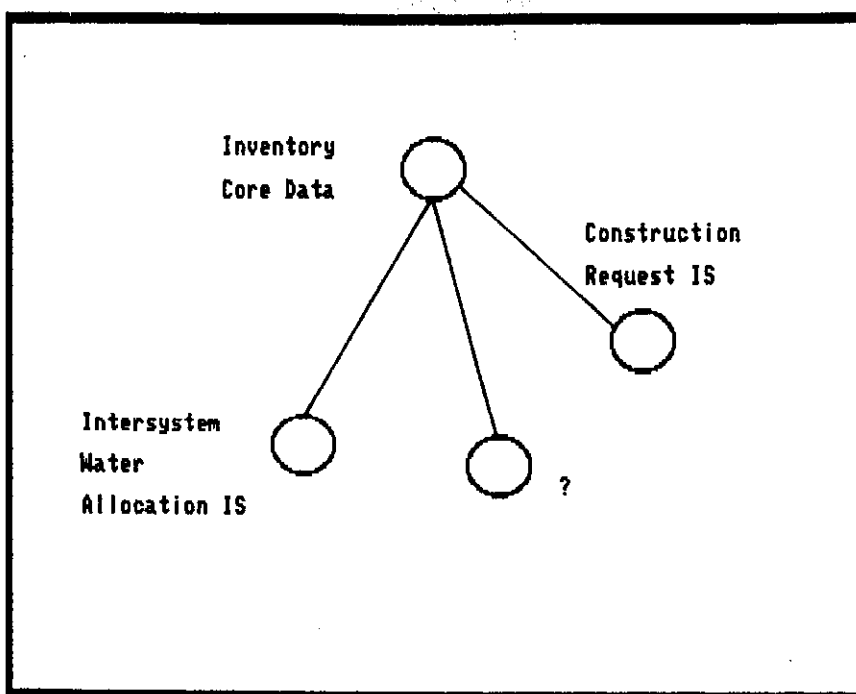 Inventory
Core Data
Construction
Request IS
Intersystem
Water
Allocation IS
?